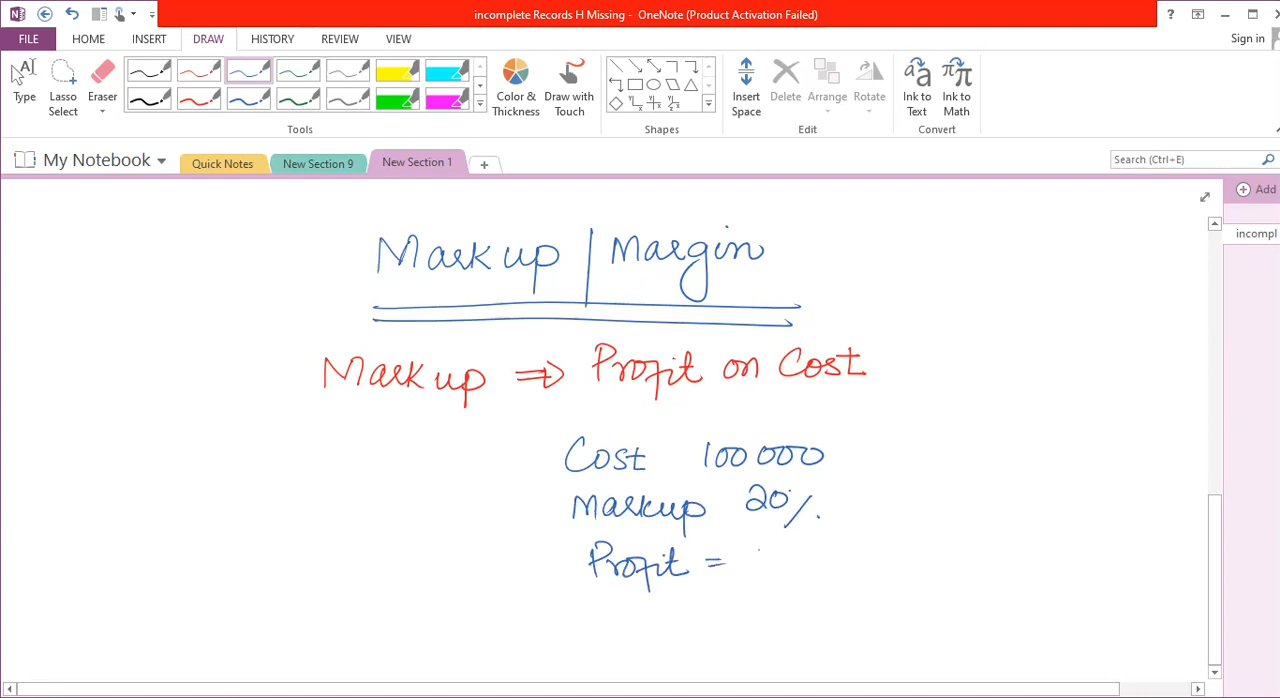 incomplete Records H Missing - OneNote (Product Activation Failed)
?
Sign in
FILE HOME INSERT DRAW HISTORY REVIEW VIEW
Type
Lasso Select
Eraser
Color & Thickness
Draw with Touch
Insert Space
Delete
Arrange
Rotate
Ink to Text
Ink to Math
Tools
Shapes
Edit
Convert
My Notebook
Quick Notes
New Section 9
New Section 1
Search (Ctrl+E)
Add
incompl
Markup | Margin
Markup ⇒ Profit on Cost
Cost 100000
Markup 20%.
Profit =